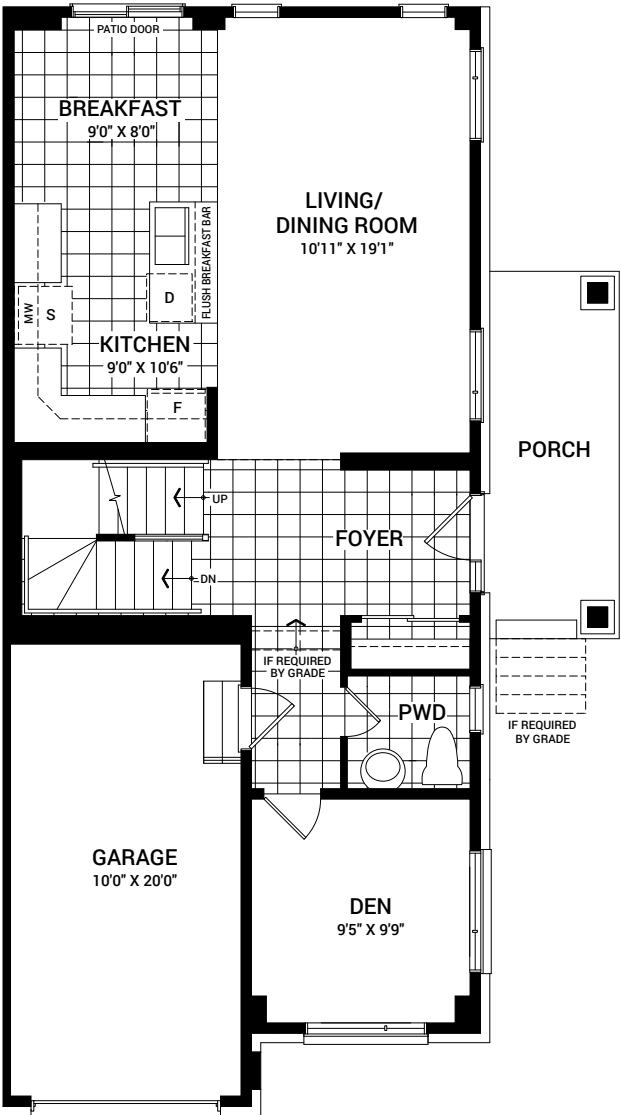 PATIO DOOR
BREAKFAST
9'0" X 8'0"
LIVING/
DINING ROOM
10'11" X 19'1"
FLUSH BREAKFAST BAR
D
MW
S
KITCHEN
9'0" X 10'6"
F
PORCH
UP
FOYER
DN
IF REQUIRED
BY GRADE
PWD
IF REQUIRED
BY GRADE
GARAGE
10'0" X 20'0"
DEN
9'5" X 9'9"